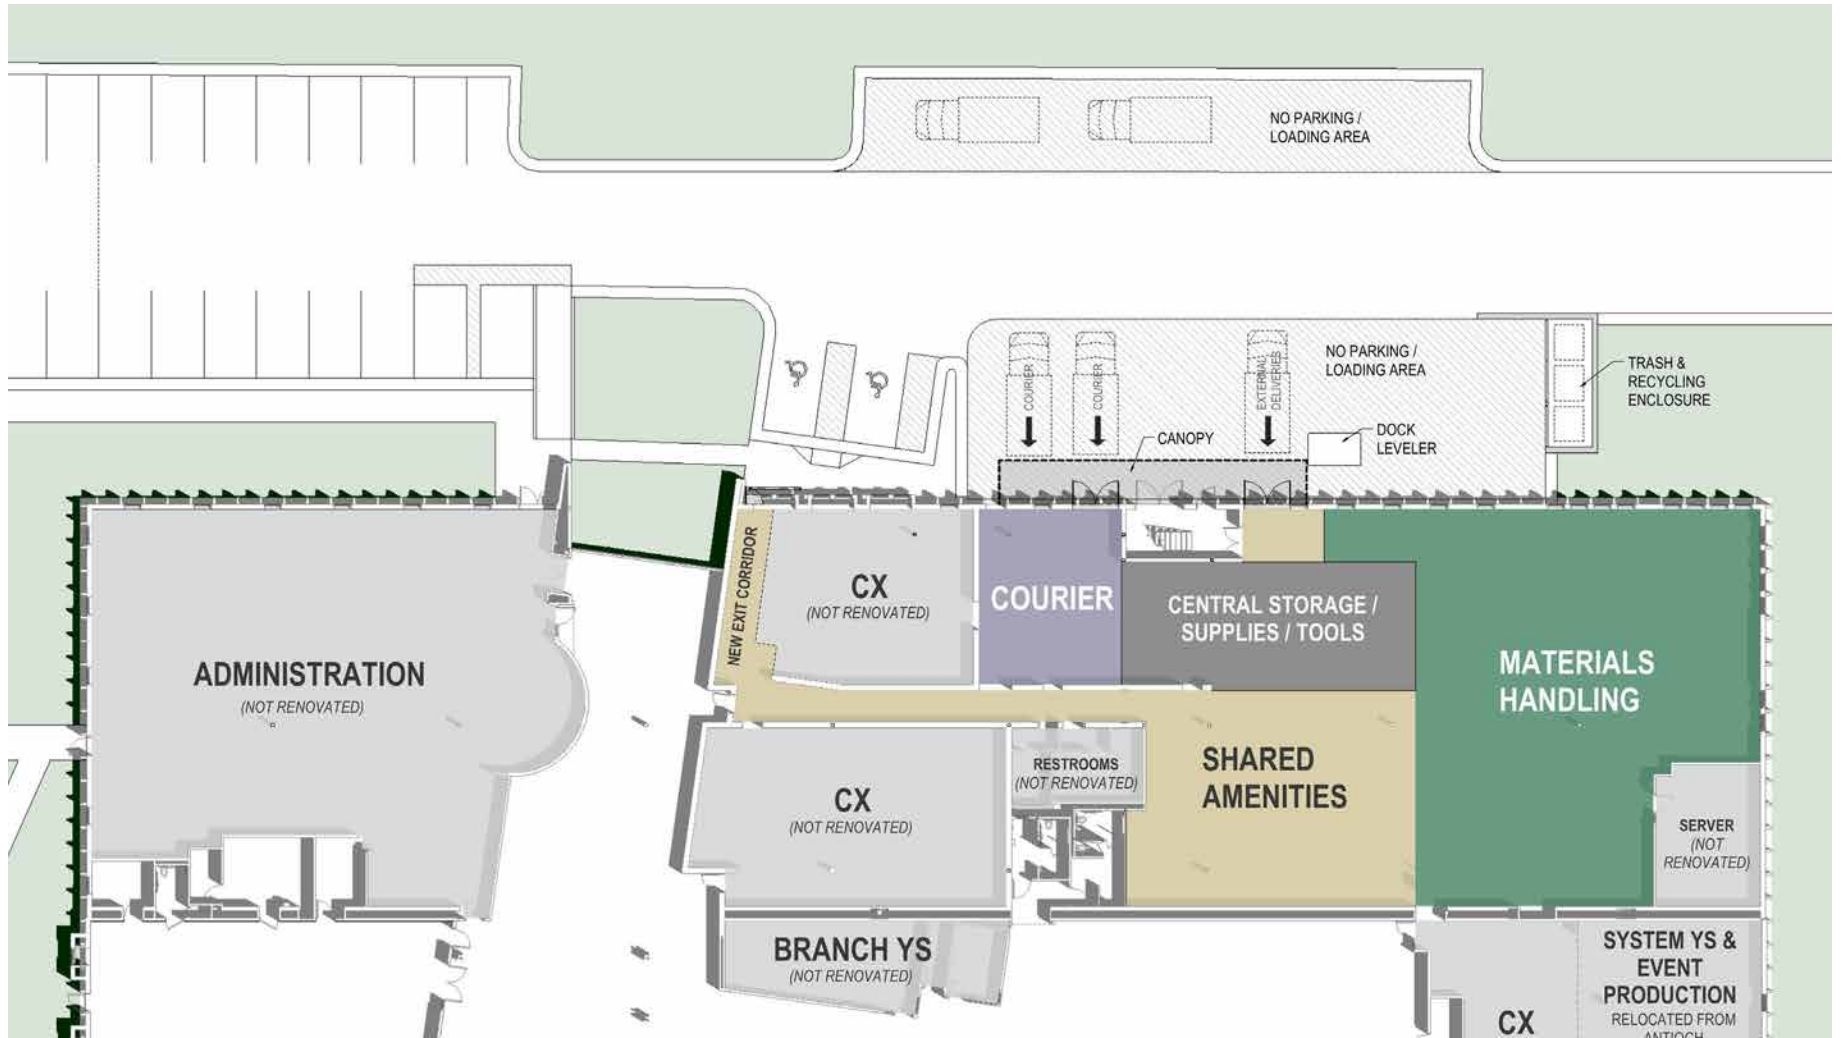 NO PARKING /
LOADING AREA
NO PARKING /
LOADING AREA
COURIER
COURIER
EXTERNAL
DELIVERIES
TRASH &
RECYCLING
ENCLOSURE
DOCK
LEVELER
CANOPY
NEW EXIT CORRIDOR
CX
(NOT RENOVATED)
COURIER
CENTRAL STORAGE /
SUPPLIES / TOOLS
MATERIALS
HANDLING
ADMINISTRATION
(NOT RENOVATED)
SHARED
AMENITIES
RESTROOMS
(NOT RENOVATED)
CX
(NOT RENOVATED)
SERVER
(NOT
RENOVATED)
BRANCH YS
(NOT RENOVATED)
SYSTEM YS &
EVENT
PRODUCTION
RELOCATED FROM
ANTIOCH
CX